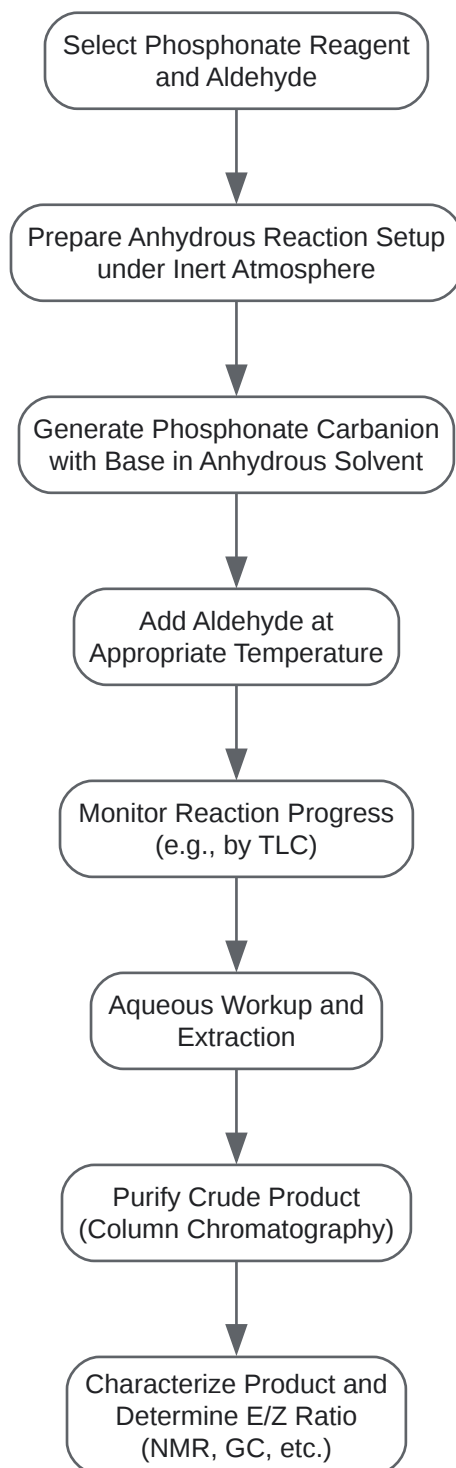 Select Phosphonate Reagent
and Aldehyde
Prepare Anhydrous Reaction Setup
under Inert Atmosphere
Generate Phosphonate Carbanion
with Base in Anhydrous Solvent
Add Aldehyde at
Appropriate Temperature
Monitor Reaction Progress
(e.g., by TLC)
Aqueous Workup and
Extraction
Purify Crude Product
(Column Chromatography)
Characterize Product and
Determine E/Z Ratio
(NMR, GC, etc.)